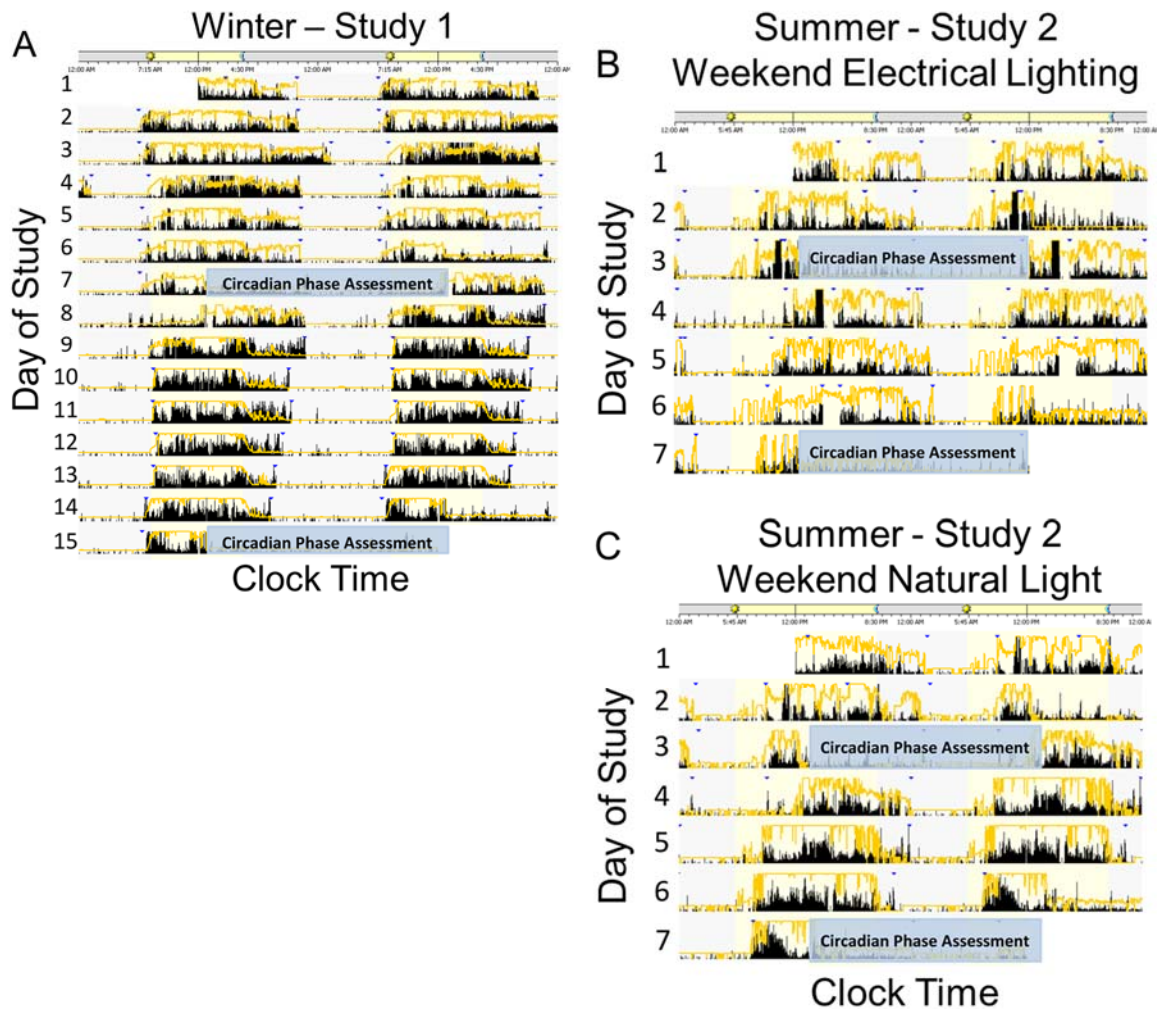 A
Winter – Study 1
12:00 AM 7:15 AM 12:00 PM 4:30 PM 12:00 AM 7:15 AM 12:00 PM 4:30 PM 12:00 AM
Day of Study
1
2
3
4
5
6
7 Circadian Phase Assessment
8
9
10
11
12
13
14
15 Circadian Phase Assessment
Clock Time
B
Summer - Study 2
Weekend Electrical Lighting
12:00 AM 5:45 AM 12:00 PM 8:30 PM 12:00 AM 5:45 AM 12:00 PM 8:30 PM 12:00 A
Day of Study
1
2
3 Circadian Phase Assessment
4
5
6
7 Circadian Phase Assessment
C
Summer - Study 2
Weekend Natural Light
12:00 AM 5:45 AM 12:00 PM 8:30 PM 12:00 AM 5:45 AM 12:00 PM 8:30 PM 12:00 A
Day of Study
1
2
3 Circadian Phase Assessment
4
5
6
7 Circadian Phase Assessment
Clock Time